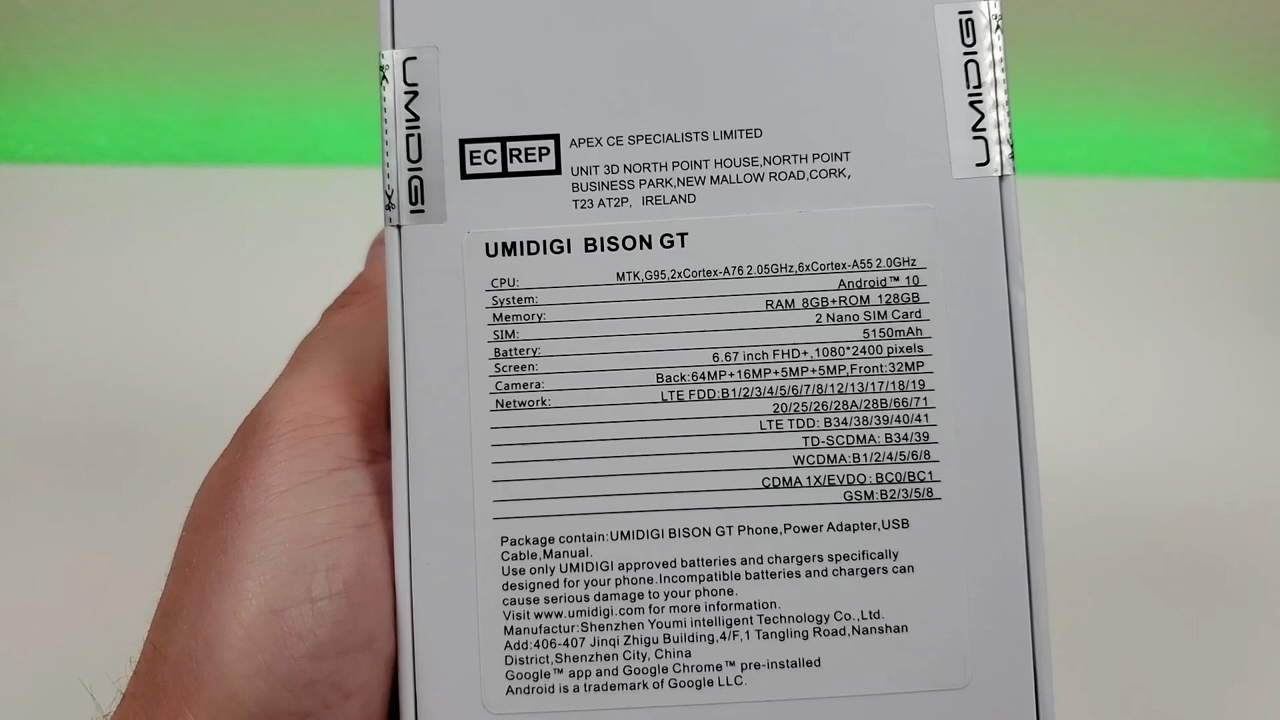 UMIDIGI
UMIDIGI
EC REP
APEX CE SPECIALISTS LIMITED
UNIT 3D NORTH POINT HOUSE,NORTH POINT
BUSINESS PARK,NEW MALLOW ROAD,CORK,
T23 AT2P, IRELAND
UMIDIGI BISON GT
CPU: MTK,G95,2xCortex-A76 2.05GHz,6xCortex-A55 2.0GHz
System: Android™ 10
Memory: RAM 8GB+ROM 128GB
SIM: 2 Nano SIM Card
Battery: 5150mAh
Screen: 6.67 inch FHD+,1080*2400 pixels
Camera: Back:64MP+16MP+5MP+5MP,Front:32MP
Network: LTE FDD:B1/2/3/4/5/6/7/8/12/13/17/18/19
20/25/26/28A/28B/66/71
LTE TDD: B34/38/39/40/41
TD-SCDMA: B34/39
WCDMA:B1/2/4/5/6/8
CDMA 1X/EVDO: BC0/BC1
GSM:B2/3/5/8
Package contain:UMIDIGI BISON GT Phone,Power Adapter,USB
Cable,Manual.
Use only UMIDIGI approved batteries and chargers specifically
designed for your phone.Incompatible batteries and chargers can
cause serious damage to your phone.
Visit www.umidigi.com for more information.
Manufactur:Shenzhen Youmi intelligent Technology Co.,Ltd.
Add:406-407 Jinqi Zhigu Building,4/F,1 Tangling Road,Nanshan
District,Shenzhen City, China
Google™ app and Google Chrome™ pre-installed
Android is a trademark of Google LLC.